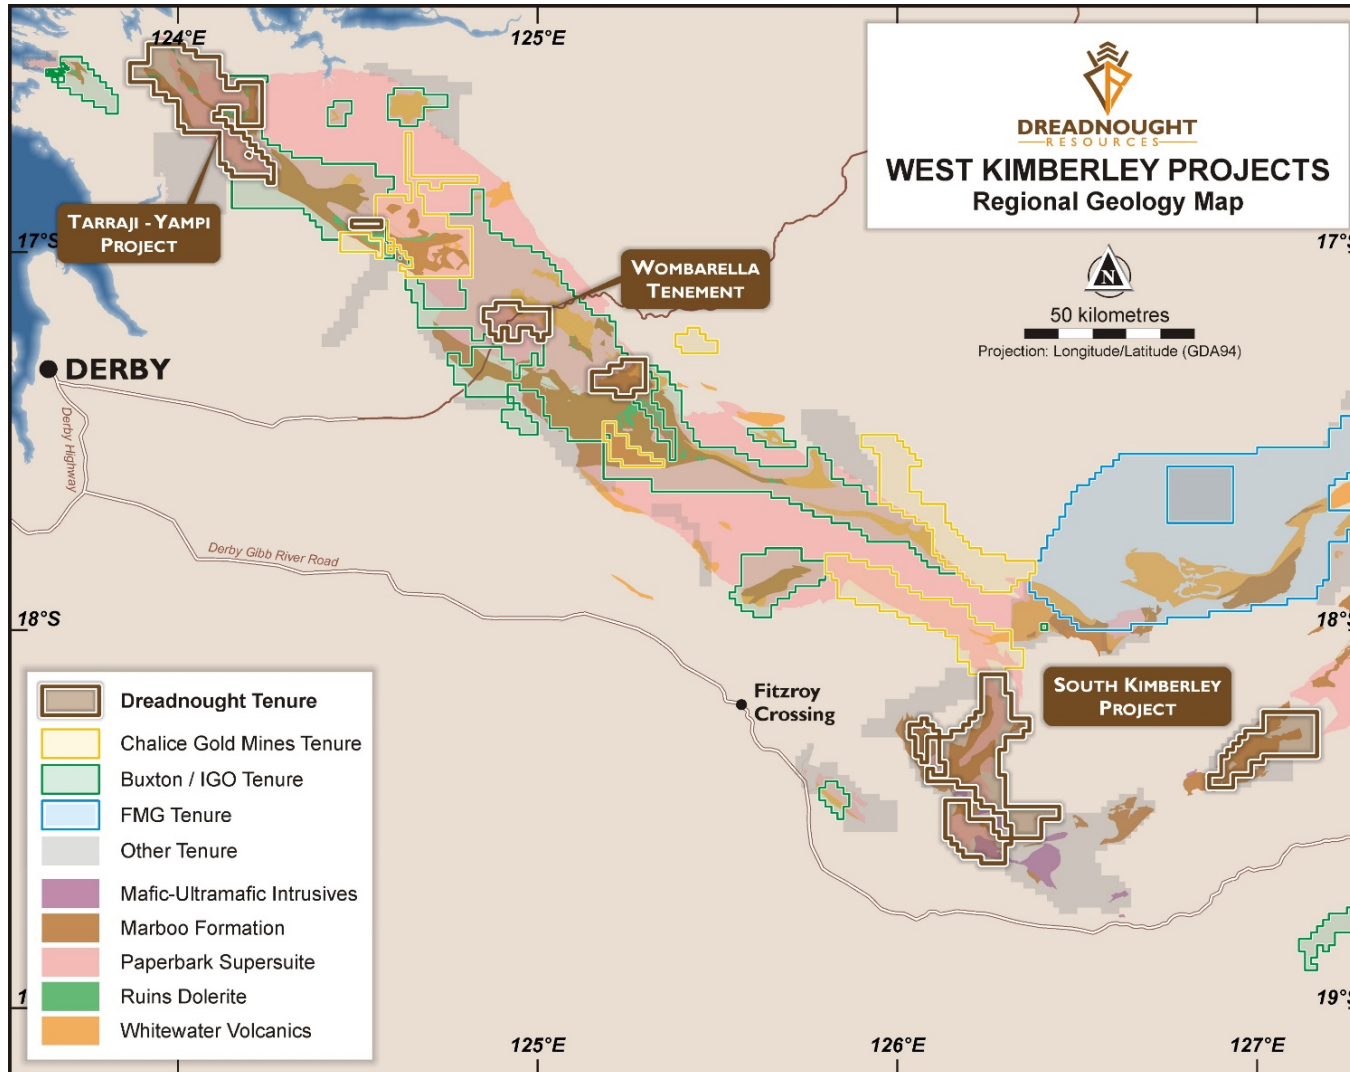 124°E
125°E
DREADNOUGHT
RESOURCES
WEST KIMBERLEY PROJECTS
Regional Geology Map
TARRAJI - YAMPI
PROJECT
17°S
17°S
WOMBARELLA
TENEMENT
N
50 kilometres
Projection: Longitude/Latitude (GDA94)
DERBY
Derby Highway
Derby Gibb River Road
18°S
18°S
Fitzroy
Crossing
SOUTH KIMBERLEY
PROJECT
Dreadnought Tenure
Chalice Gold Mines Tenure
Buxton / IGO Tenure
FMG Tenure
Other Tenure
Mafic-Ultramafic Intrusives
Marboo Formation
Paperbark Supersuite
Ruins Dolerite
Whitewater Volcanics
19°S
125°E
126°E
127°E